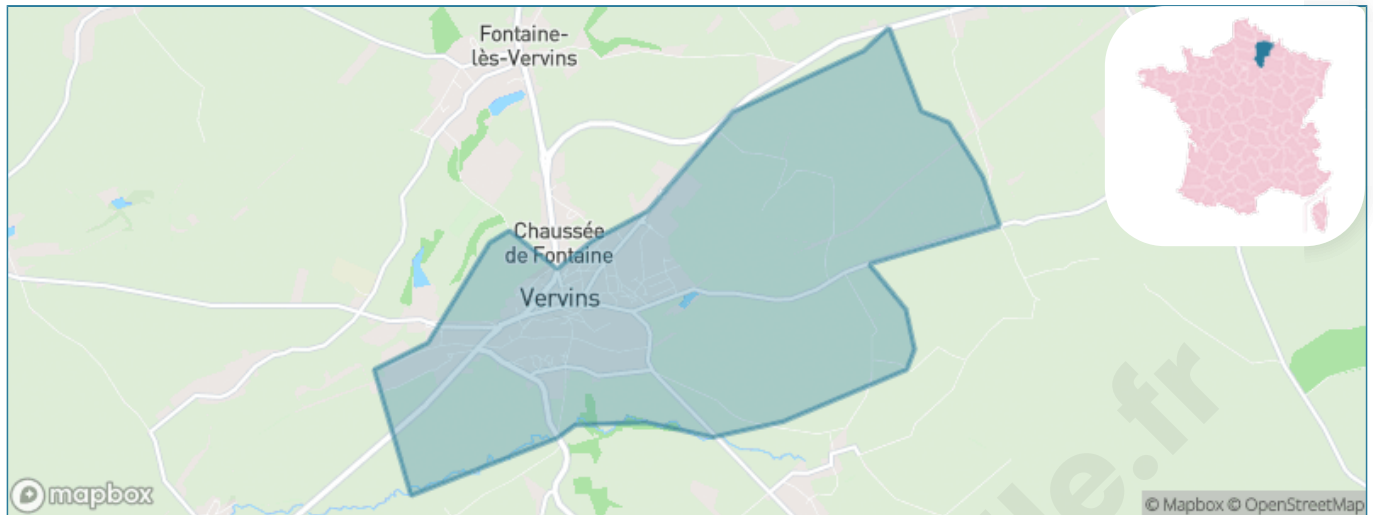 Fontaine-
lès-Vervins
Chaussée
de Fontaine
Vervins
mapbox
© Mapbox © OpenStreetMap